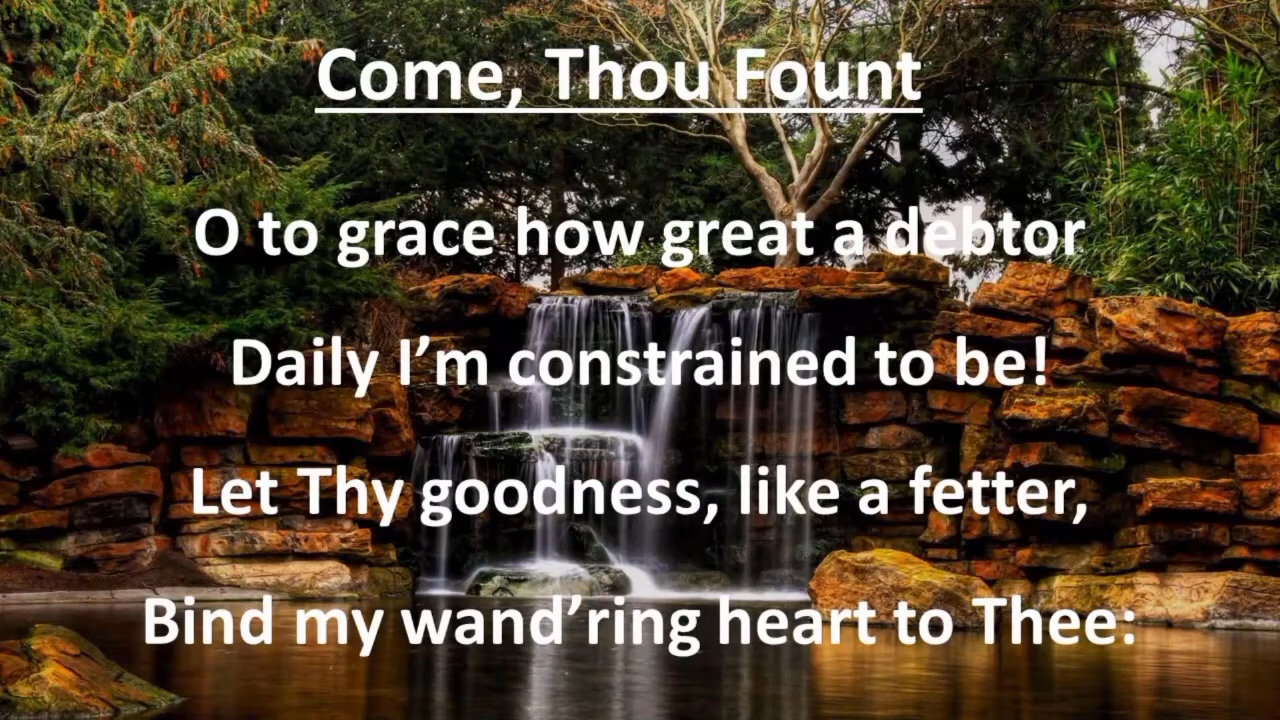 Come, Thou Fount
O to grace how great a debtor
Daily I’m constrained to be!
Let Thy goodness, like a fetter,
Bind my wand’ring heart to Thee: